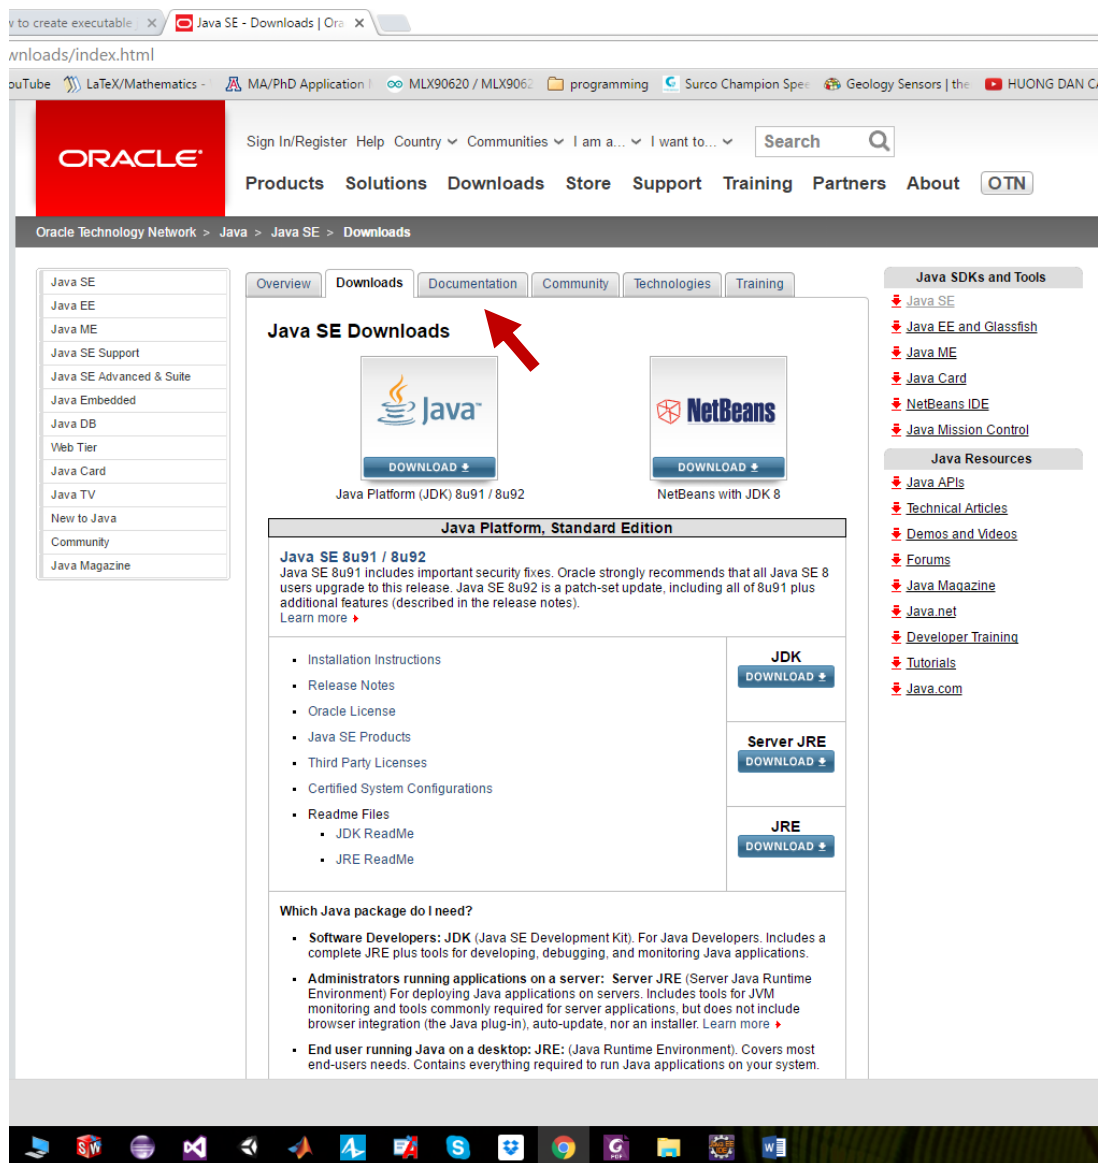 to create executable
Java SE - Downloads | Ora
wnloads/index.html
ouTube
LaTeX/Mathematics -
MA/PhD Application
MLX90620 / MLX9062
programming
Surco Champion Spee
Geology Sensors | the
HUONG DAN CA
ORACLE
Sign In/Register Help Country Communities I am a... I want to... Search
Products Solutions Downloads Store Support Training Partners About OTN
Oracle Technology Network > Java > Java SE > Downloads
Java SE
Java EE
Java ME
Java SE Support
Java SE Advanced & Suite
Java Embedded
Java DB
Web Tier
Java Card
Java TV
New to Java
Community
Java Magazine
Overview Downloads Documentation Community Technologies Training
Java SE Downloads
Java™
DOWNLOAD
Java Platform (JDK) 8u91 / 8u92
NetBeans
DOWNLOAD
NetBeans with JDK 8
Java Platform, Standard Edition
Java SE 8u91 / 8u92
Java SE 8u91 includes important security fixes. Oracle strongly recommends that all Java SE 8
users upgrade to this release. Java SE 8u92 is a patch-set update, including all of 8u91 plus
additional features (described in the release notes).
Learn more
Installation Instructions
Release Notes
Oracle License
Java SE Products
Third Party Licenses
Certified System Configurations
Readme Files
JDK ReadMe
JRE ReadMe
JDK
DOWNLOAD
Server JRE
DOWNLOAD
JRE
DOWNLOAD
Which Java package do I need?
Software Developers: JDK (Java SE Development Kit). For Java Developers. Includes a
complete JRE plus tools for developing, debugging, and monitoring Java applications.
Administrators running applications on a server: Server JRE (Server Java Runtime
Environment) For deploying Java applications on servers. Includes tools for JVM
monitoring and tools commonly required for server applications, but does not include
browser integration (the Java plug-in), auto-update, nor an installer. Learn more
End user running Java on a desktop: JRE: (Java Runtime Environment). Covers most
end-users needs. Contains everything required to run Java applications on your system.
Java SDKs and Tools
Java SE
Java EE and Glassfish
Java ME
Java Card
NetBeans IDE
Java Mission Control
Java Resources
Java APIs
Technical Articles
Demos and Videos
Forums
Java Magazine
Java.net
Developer Training
Tutorials
Java.com